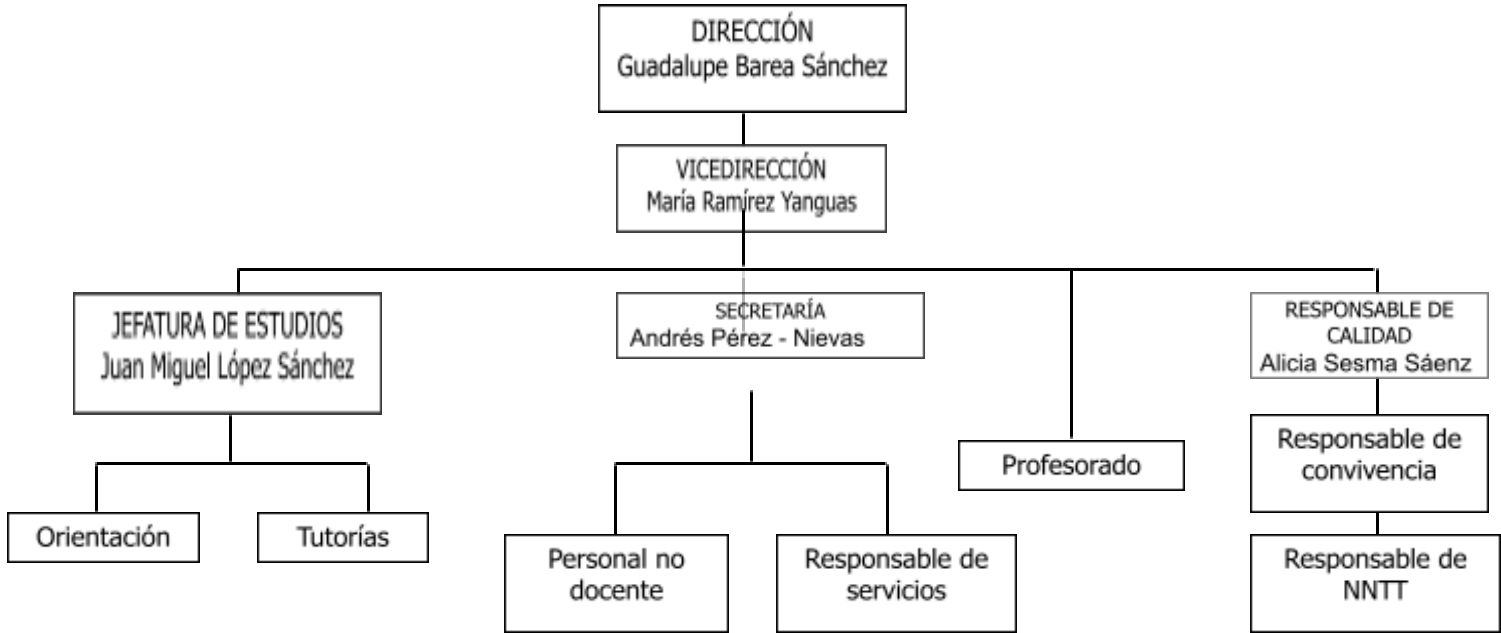 DIRECCIÓN
Guadalupe Barea Sánchez
VICEDIRECCIÓN
María Ramírez Yanguas
JEFATURA DE ESTUDIOS
Juan Miguel López Sánchez
SECRETARÍA
Andrés Pérez - Nievas
RESPONSABLE DE
CALIDAD
Alicia Sesma Sáenz
Responsable de
convivencia
Profesorado
Orientación
Tutorías
Personal no
docente
Responsable de
servicios
Responsable de
NNTT